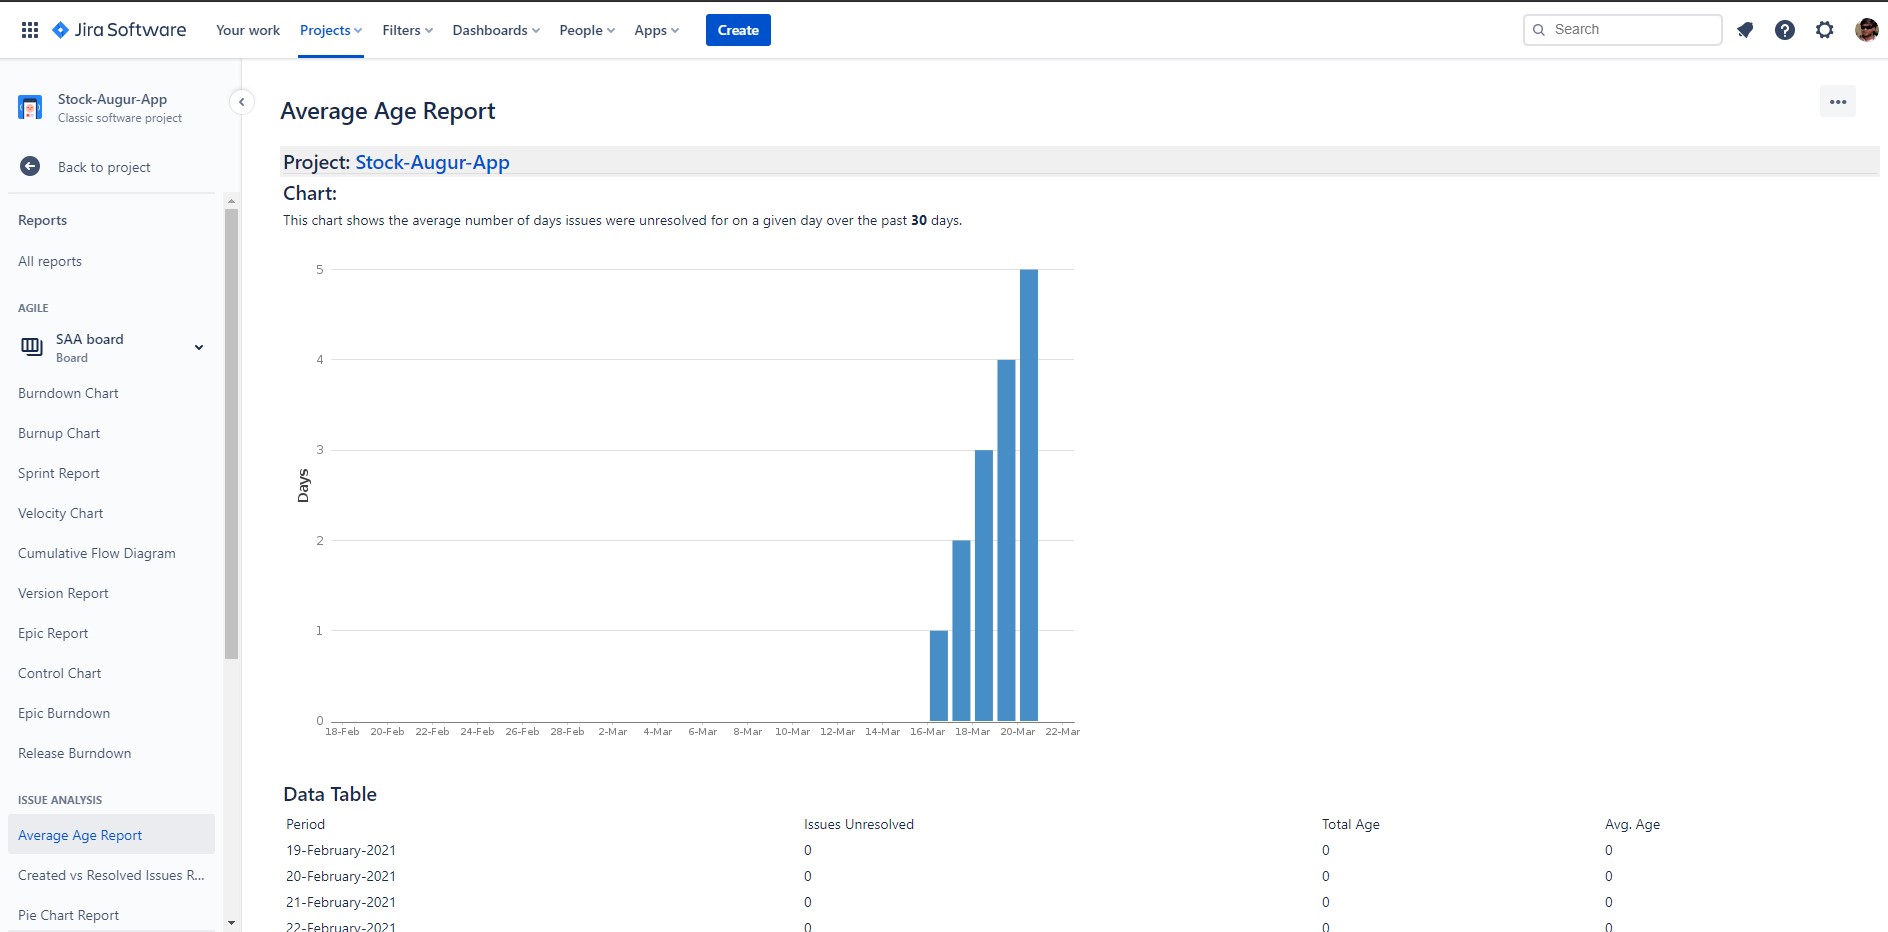 Jira Software
Your work Projects Filters Dashboards People Apps Create Search
Stock-Augur-App
Classic software project
Back to project
Reports
All reports
AGILE
SAA board
Board
Burndown Chart
Burnup Chart
Sprint Report
Velocity Chart
Cumulative Flow Diagram
Version Report
Epic Report
Control Chart
Epic Burndown
Release Burndown
ISSUE ANALYSIS
Average Age Report
Created vs Resolved Issues R...
Pie Chart Report
Average Age Report
Project: Stock-Augur-App
Chart:
This chart shows the average number of days issues were unresolved for on a given day over the past 30 days.
Days
5
4
3
2
1
0
18-Feb 20-Feb 22-Feb 24-Feb 26-Feb 28-Feb 2-Mar 4-Mar 6-Mar 8-Mar 10-Mar 12-Mar 14-Mar 16-Mar 18-Mar 20-Mar 22-Mar
Data Table
Period Issues Unresolved Total Age Avg. Age
19-February-2021 0 0 0
20-February-2021 0 0 0
21-February-2021 0 0 0
22-February-2021 0 0 0